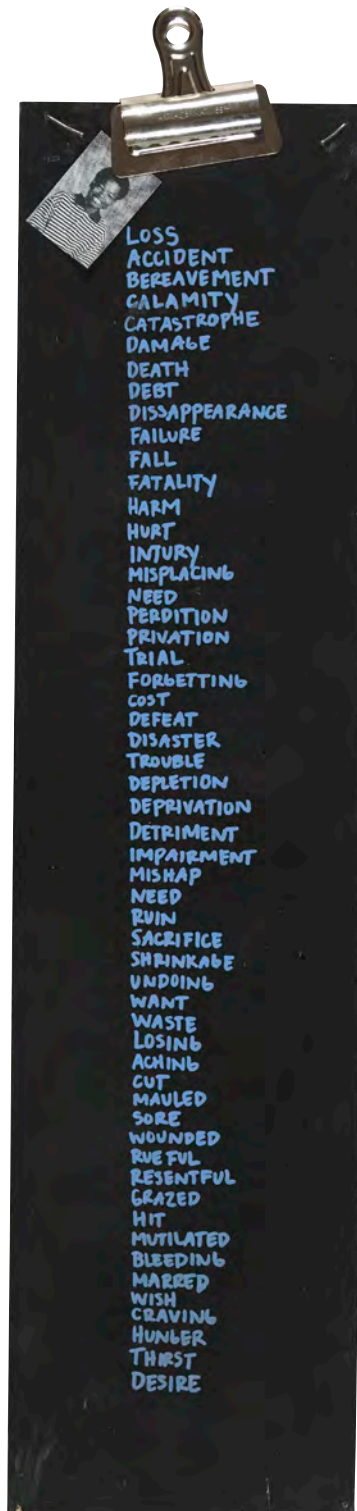 LOSS
ACCIDENT
BEREAVEMENT
CALAMITY
CATASTROPHE
DAMAGE
DEATH
DEBT
DISSAPPEARANCE
FAILURE
FALL
FATALITY
HARM
HURT
INTURY
MISPLACING
NEED
PERDITION
PRIVATION
TRIAL
FORGETTING
COST
DEFEAT
DISASTER
TROUBLE
DEPLETION
DEPRIVATION
DETRIMENT
IMPAIRMENT
MISHAP
NEED
RUIN
SACRIFICE
SHRINKAGE
UNDOING
WANT
WASTE
LOSING
ACHING
CUT
MAULED
SORE
WOUNDED
RUEFUL
RESENTFUL
GRAZED
HIT
MUTILATED
BLEEDING
MARRED
WISH
CRAVING
HUNGER
THIRST
DESIRE